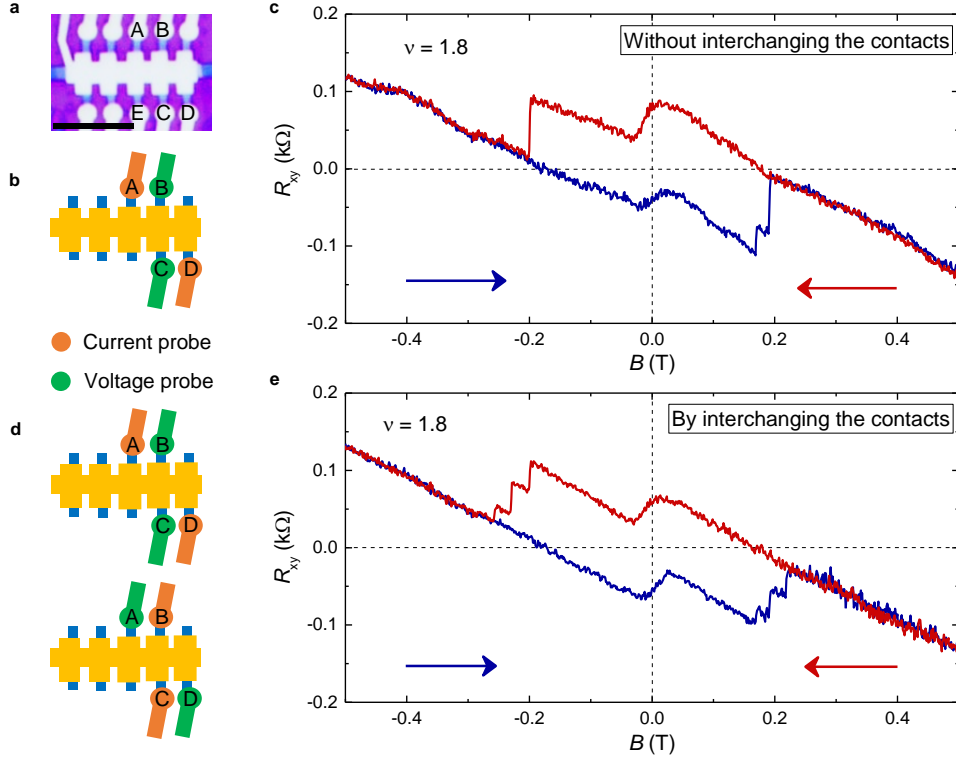 a
A B
E C D
b
A B
C D
Current probe
Voltage probe
d
A B
C D
A B
C D
c
ν = 1.8
Without interchanging the contacts
0.2
0.1
0.0
-0.1
-0.2
Rxy (kΩ)
-0.4 -0.2 0.0 0.2 0.4
B (T)
e
ν = 1.8
By interchanging the contacts
0.2
0.1
0.0
-0.1
-0.2
Rxy (kΩ)
-0.4 -0.2 0.0 0.2 0.4
B (T)